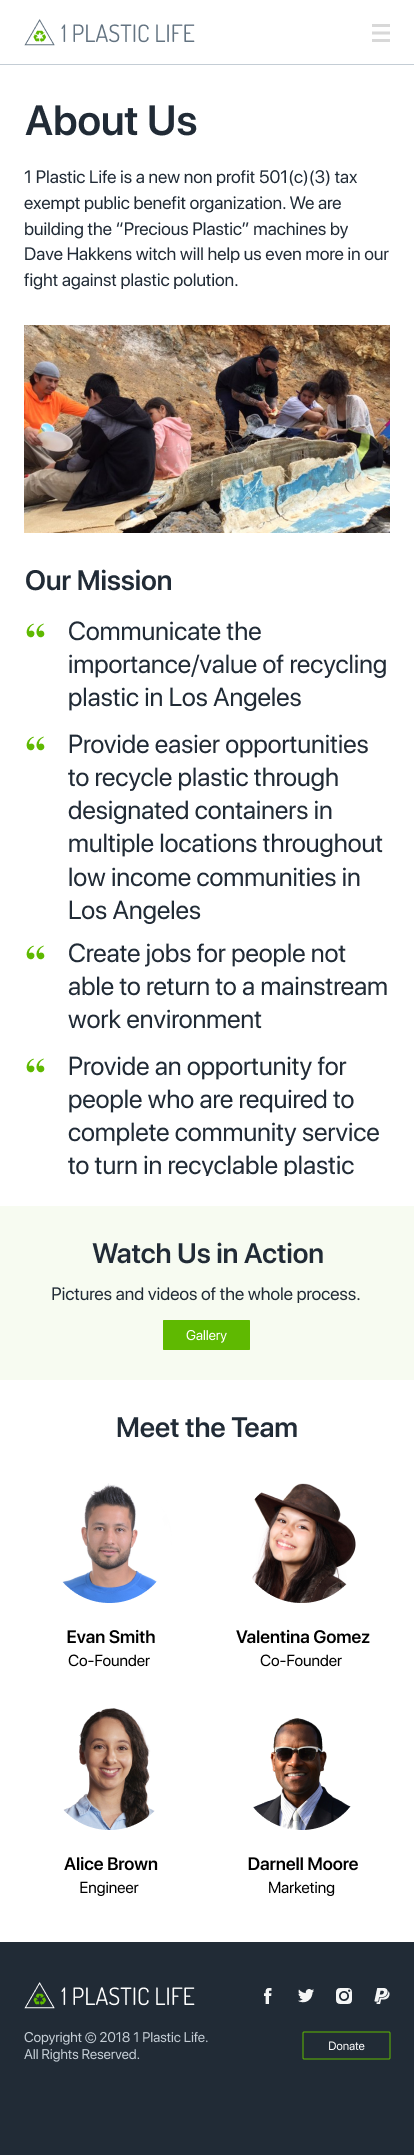 1 PLASTIC LIFE
About Us
1 Plastic Life is a new non profit 501(c)(3) tax
exempt public benefit organization. We are
building the “Precious Plastic” machines by
Dave Hakkens witch will help us even more in our
fight against plastic polution.
Our Mission
“ Communicate the
importance/value of recycling
plastic in Los Angeles
“ Provide easier opportunities
to recycle plastic through
designated containers in
multiple locations throughout
low income communities in
Los Angeles
“ Create jobs for people not
able to return to a mainstream
work environment
“ Provide an opportunity for
people who are required to
complete community service
to turn in recyclable plastic
Watch Us in Action
Pictures and videos of the whole process.
Gallery
Meet the Team
Evan Smith
Co-Founder
Valentina Gomez
Co-Founder
Alice Brown
Engineer
Darnell Moore
Marketing
1 PLASTIC LIFE
Copyright © 2018 1 Plastic Life.
All Rights Reserved.
Donate